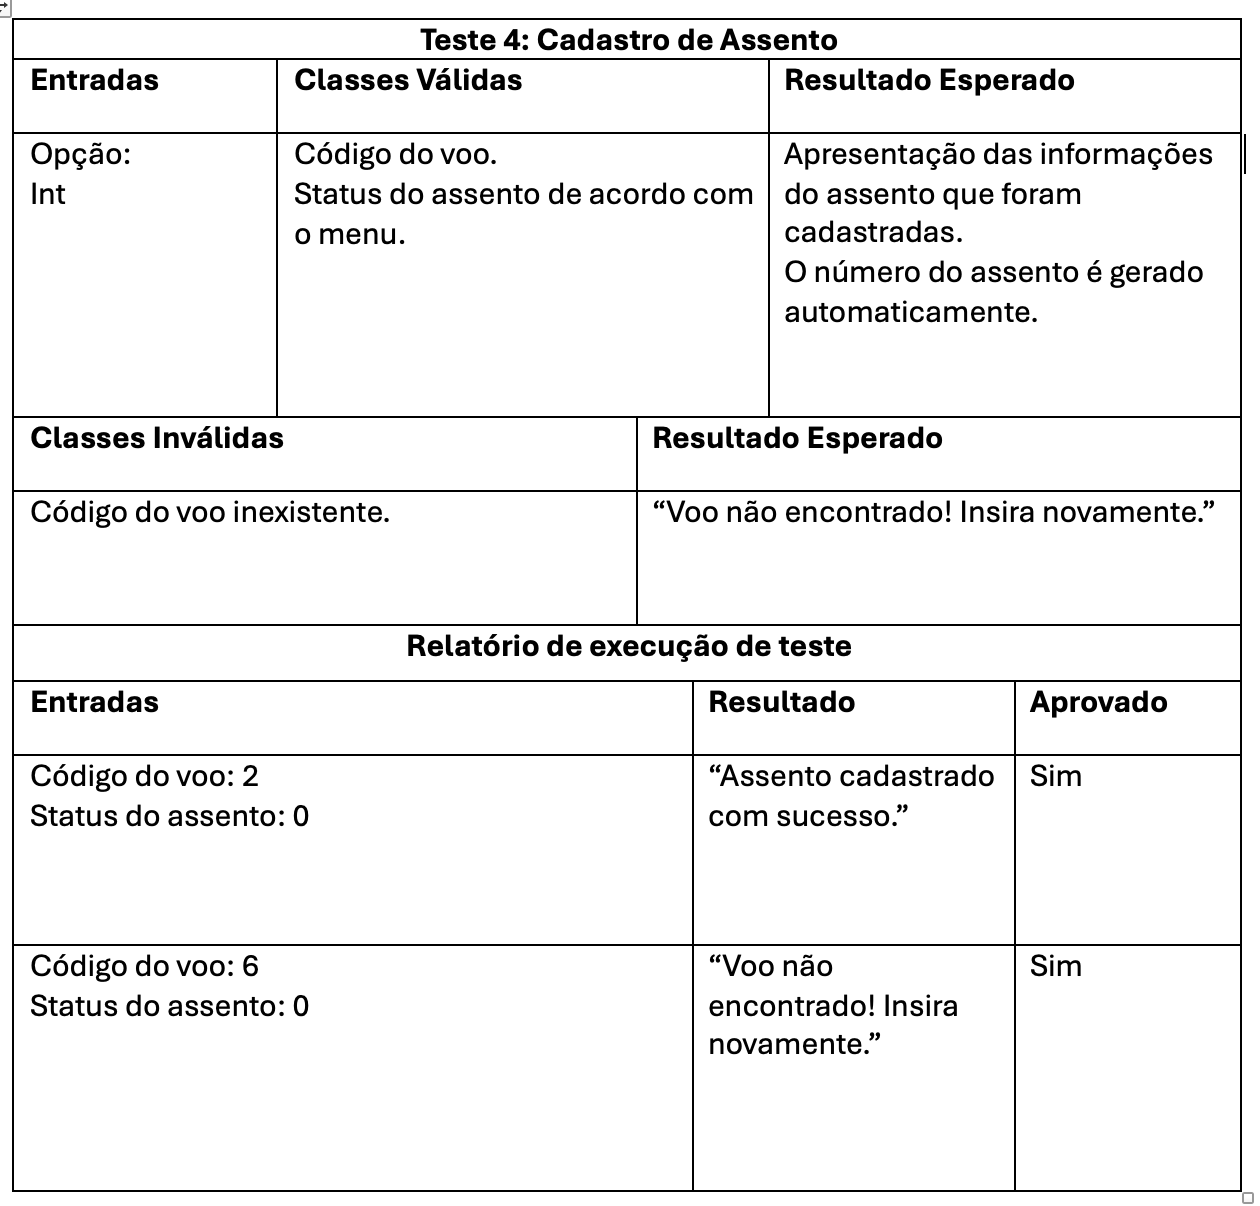 Teste 4: Cadastro de Assento
Entradas
Classes Válidas
Resultado Esperado
Opção:
Int
Código do voo.
Status do assento de acordo com
o menu.
Apresentação das informações
do assento que foram
cadastradas.
O número do assento é gerado
automaticamente.
Classes Inválidas
Resultado Esperado
Código do voo inexistente.
“Voo não encontrado! Insira novamente.”
Relatório de execução de teste
Entradas
Resultado
Aprovado
Código do voo: 2
Status do assento: 0
“Assento cadastrado
com sucesso.”
Sim
Código do voo: 6
Status do assento: 0
“Voo não
encontrado! Insira
novamente.”
Sim